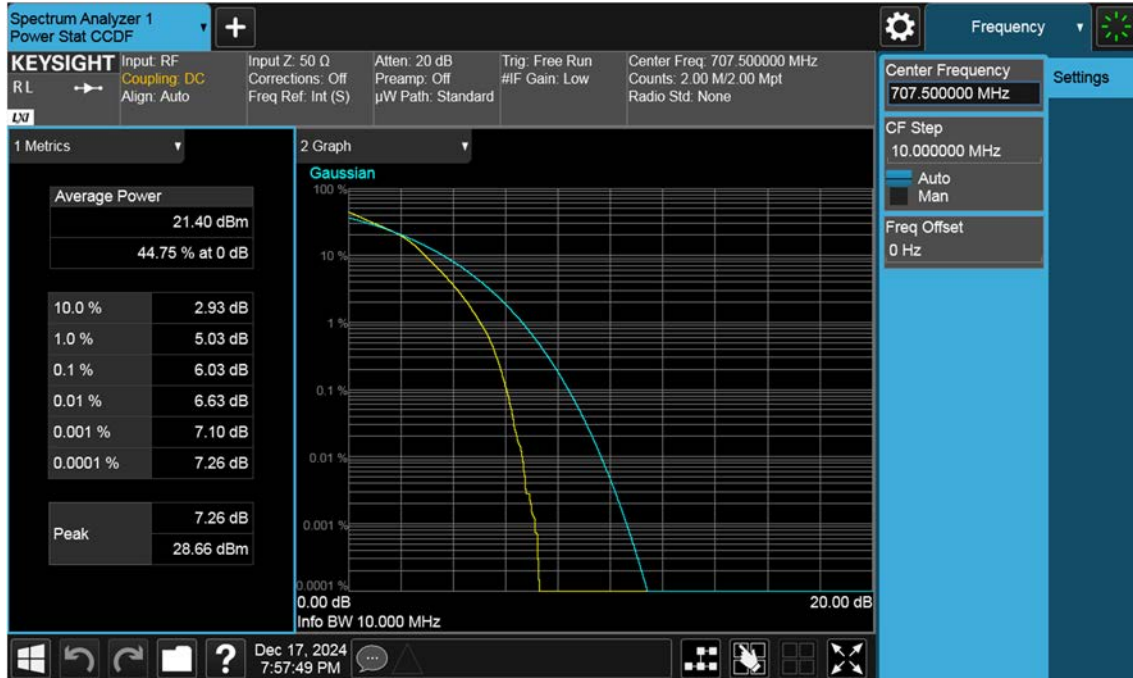 Spectrum Analyzer 1
Power Stat CCDF
Frequency
KEYSIGHT
RL
LXI
Input: RF
Coupling: DC
Align: Auto
Input Z: 50 Ω
Corrections: Off
Freq Ref: Int (S)
Atten: 20 dB
Preamp: Off
µW Path: Standard
Trig: Free Run
#IF Gain: Low
Center Freq: 707.500000 MHz
Counts: 2.00 M/2.00 Mpt
Radio Std: None
Center Frequency
707.500000 MHz
Settings
CF Step
10.000000 MHz
Auto
Man
Freq Offset
0 Hz
1 Metrics
Average Power
21.40 dBm
44.75 % at 0 dB
10.0 % 2.93 dB
1.0 % 5.03 dB
0.1 % 6.03 dB
0.01 % 6.63 dB
0.001 % 7.10 dB
0.0001 % 7.26 dB
Peak 7.26 dB
28.66 dBm
2 Graph
Gaussian
100 %
10 %
1 %
0.1 %
0.01 %
0.001 %
0.0001 %
0.00 dB 20.00 dB
Info BW 10.000 MHz
?
Dec 17, 2024
7:57:49 PM